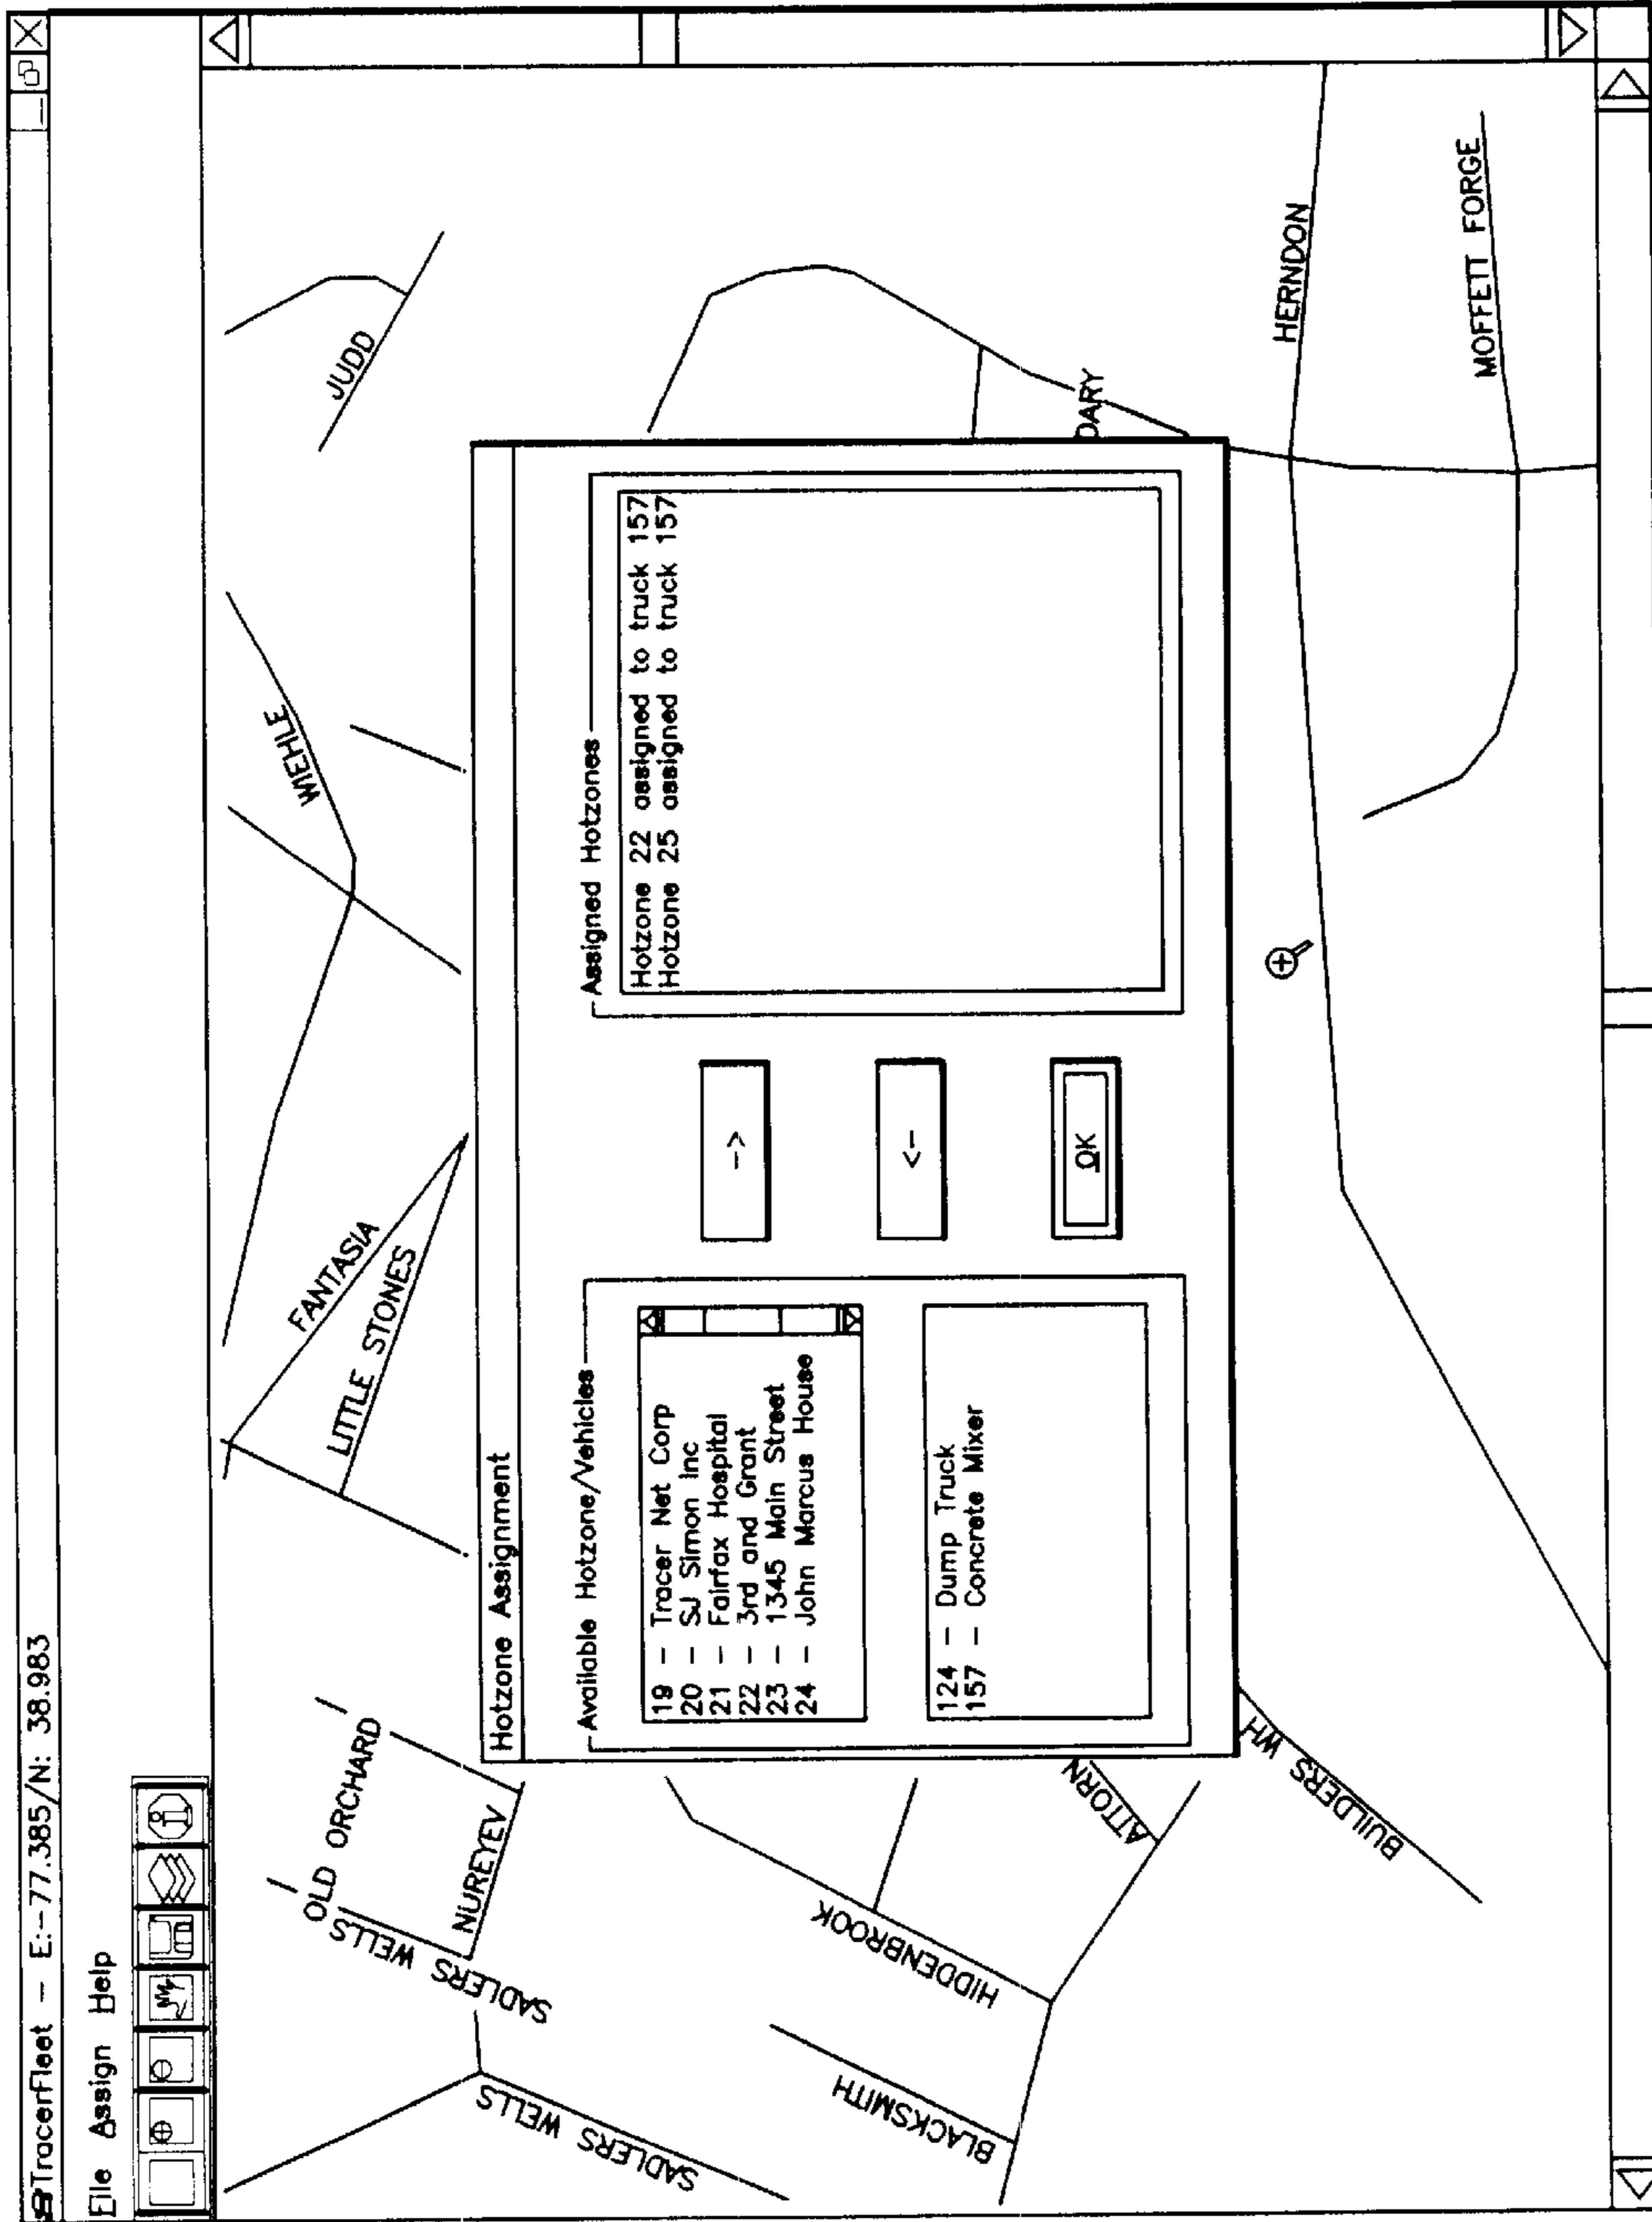 TracerFleet - E:-77.385/N: 38.983
File Assign Help
OLD ORCHARD
NUREYEV
SADLERS WELLS
SADLERS WELLS
FANTASIA
LITTLE STONES
WIEHLE
JUDD
Hotzone Assignment
Available Hotzone/Vehicles
19 - Tracer Net Corp
20 - SJ Simon Inc
21 - Fairfax Hospital
22 - 3rd and Grant
23 - 1345 Main Street
24 - John Marcus House
124 - Dump Truck
157 - Concrete Mixer
-->
<-
OK
Assigned Hotzones
Hotzone 22 assigned to truck 157
Hotzone 25 assigned to truck 157
HIDDENBROOK
BLACKSMITH
ATTORN
BUILDERS WH
DARY
HERNDON
MOFFETT FORGE